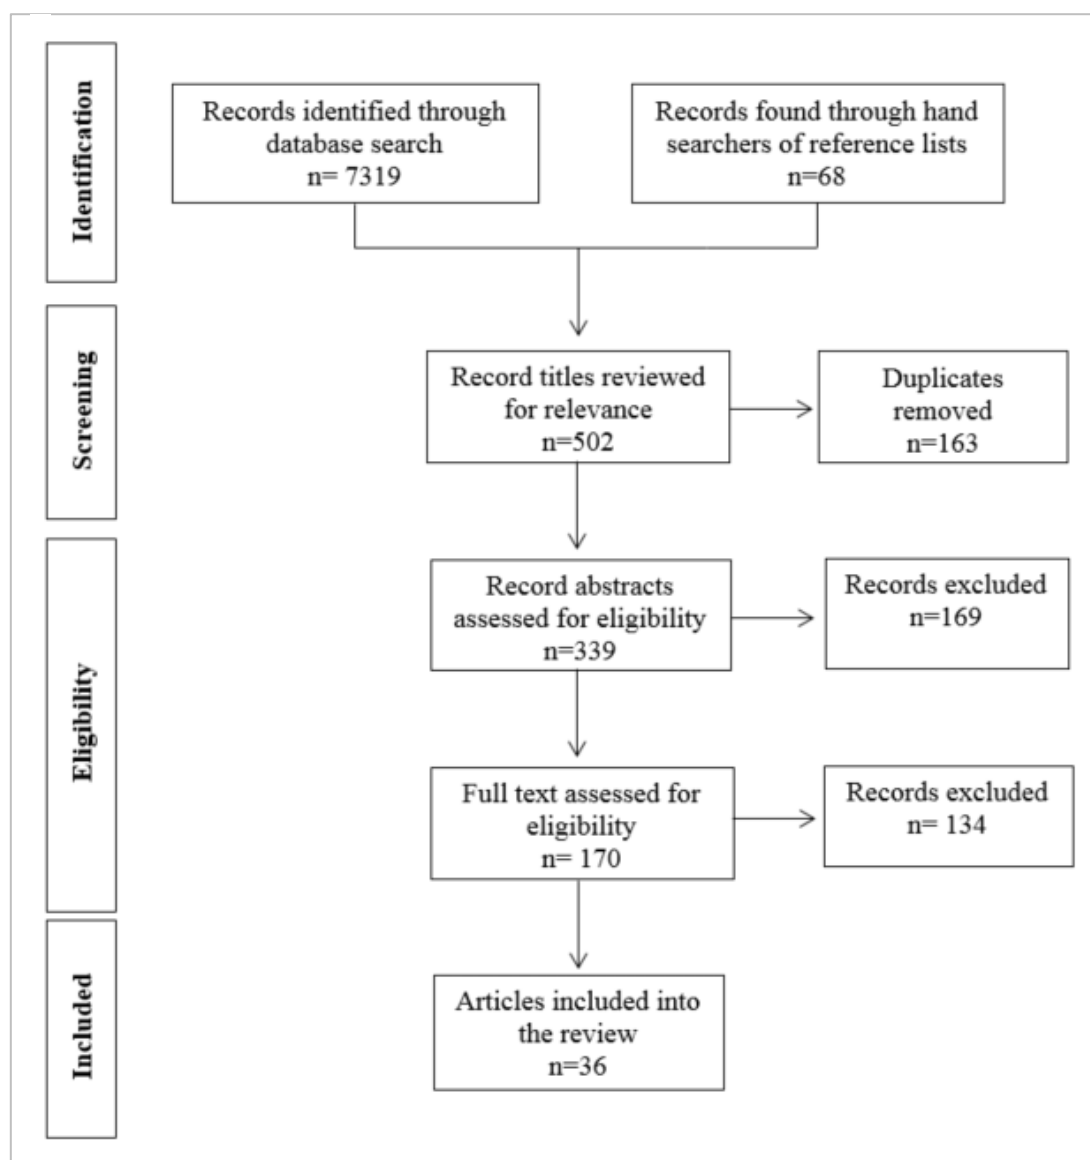 Identification
Records identified through
database search
n= 7319
Records found through hand
searchers of reference lists
n=68
Screening
Record titles reviewed
for relevance
n=502
Duplicates
removed
n=163
Eligibility
Record abstracts
assessed for eligibility
n=339
Records excluded
n=169
Full text assessed for
eligibility
n= 170
Records excluded
n= 134
Included
Articles included into
the review
n=36